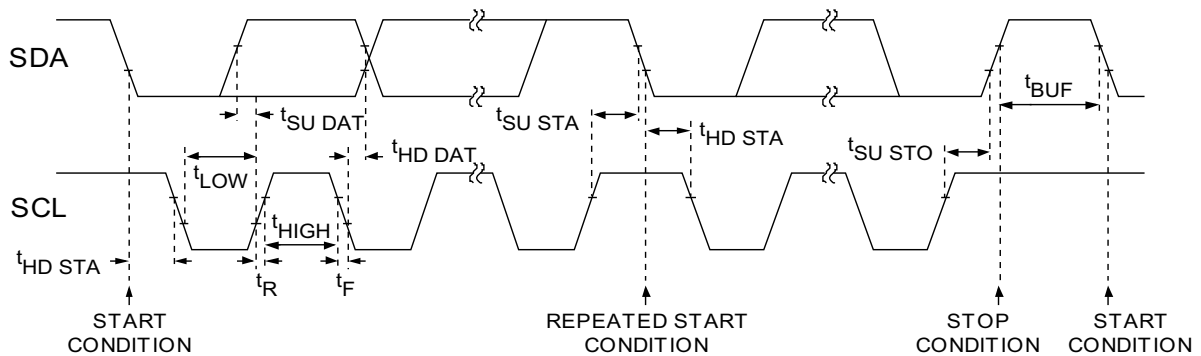 SDA
tSU DAT
tHD DAT
tLOW
tSU STA
tHD STA
tSU STO
tBUF
SCL
tHIGH
tHD STA
tR
tF
START
CONDITION
REPEATED START
CONDITION
STOP
CONDITION
START
CONDITION